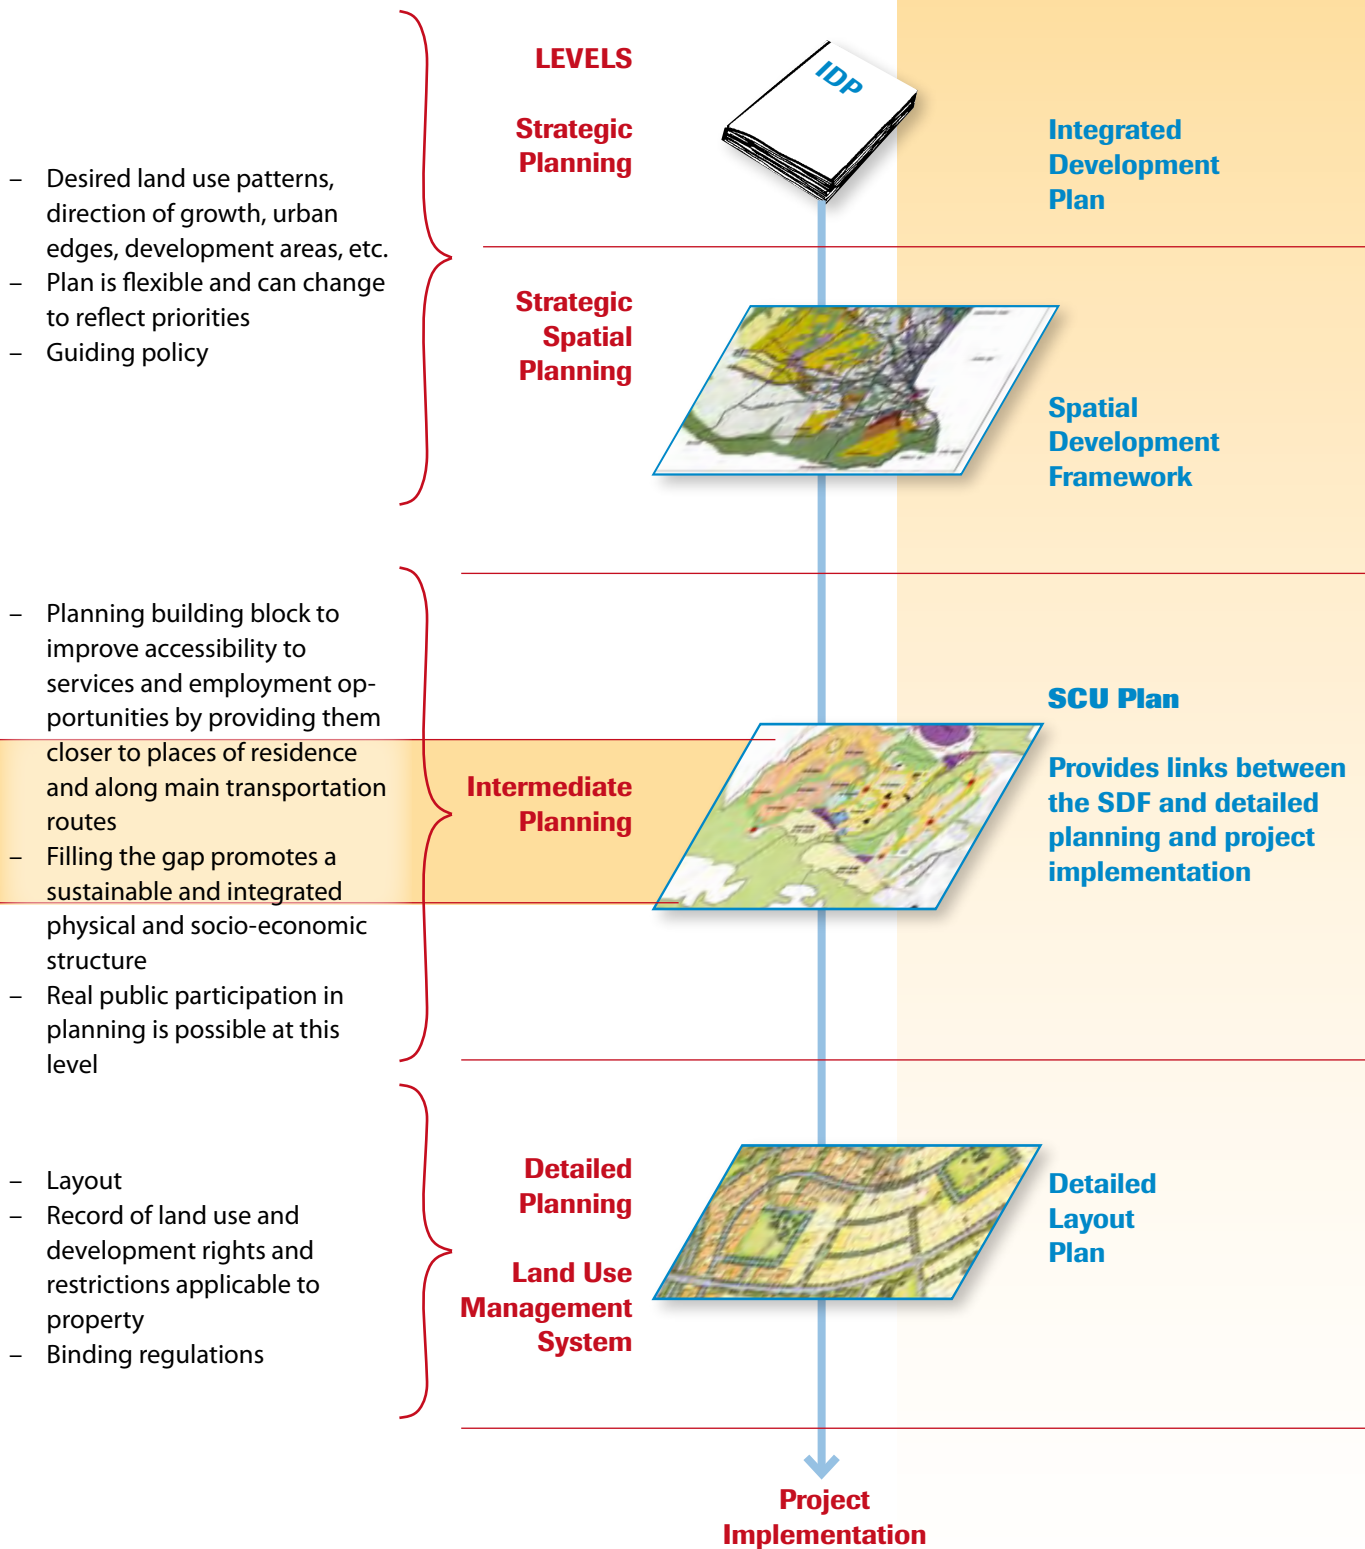 LEVELS
IDP
Strategic
Planning
Integrated
Development
Plan
– Desired land use patterns,
direction of growth, urban
edges, development areas, etc.
– Plan is flexible and can change
to reflect priorities
– Guiding policy
Strategic
Spatial
Planning
Spatial
Development
Framework
– Planning building block to
improve accessibility to
services and employment op-
portunities by providing them
closer to places of residence
and along main transportation
routes
– Filling the gap promotes a
sustainable and integrated
physical and socio-economic
structure
– Real public participation in
planning is possible at this
level
Intermediate
Planning
SCU Plan
Provides links between
the SDF and detailed
planning and project
implementation
– Layout
– Record of land use and
development rights and
restrictions applicable to
property
– Binding regulations
Detailed
Planning
Land Use
Management
System
Detailed
Layout
Plan
Project
Implementation